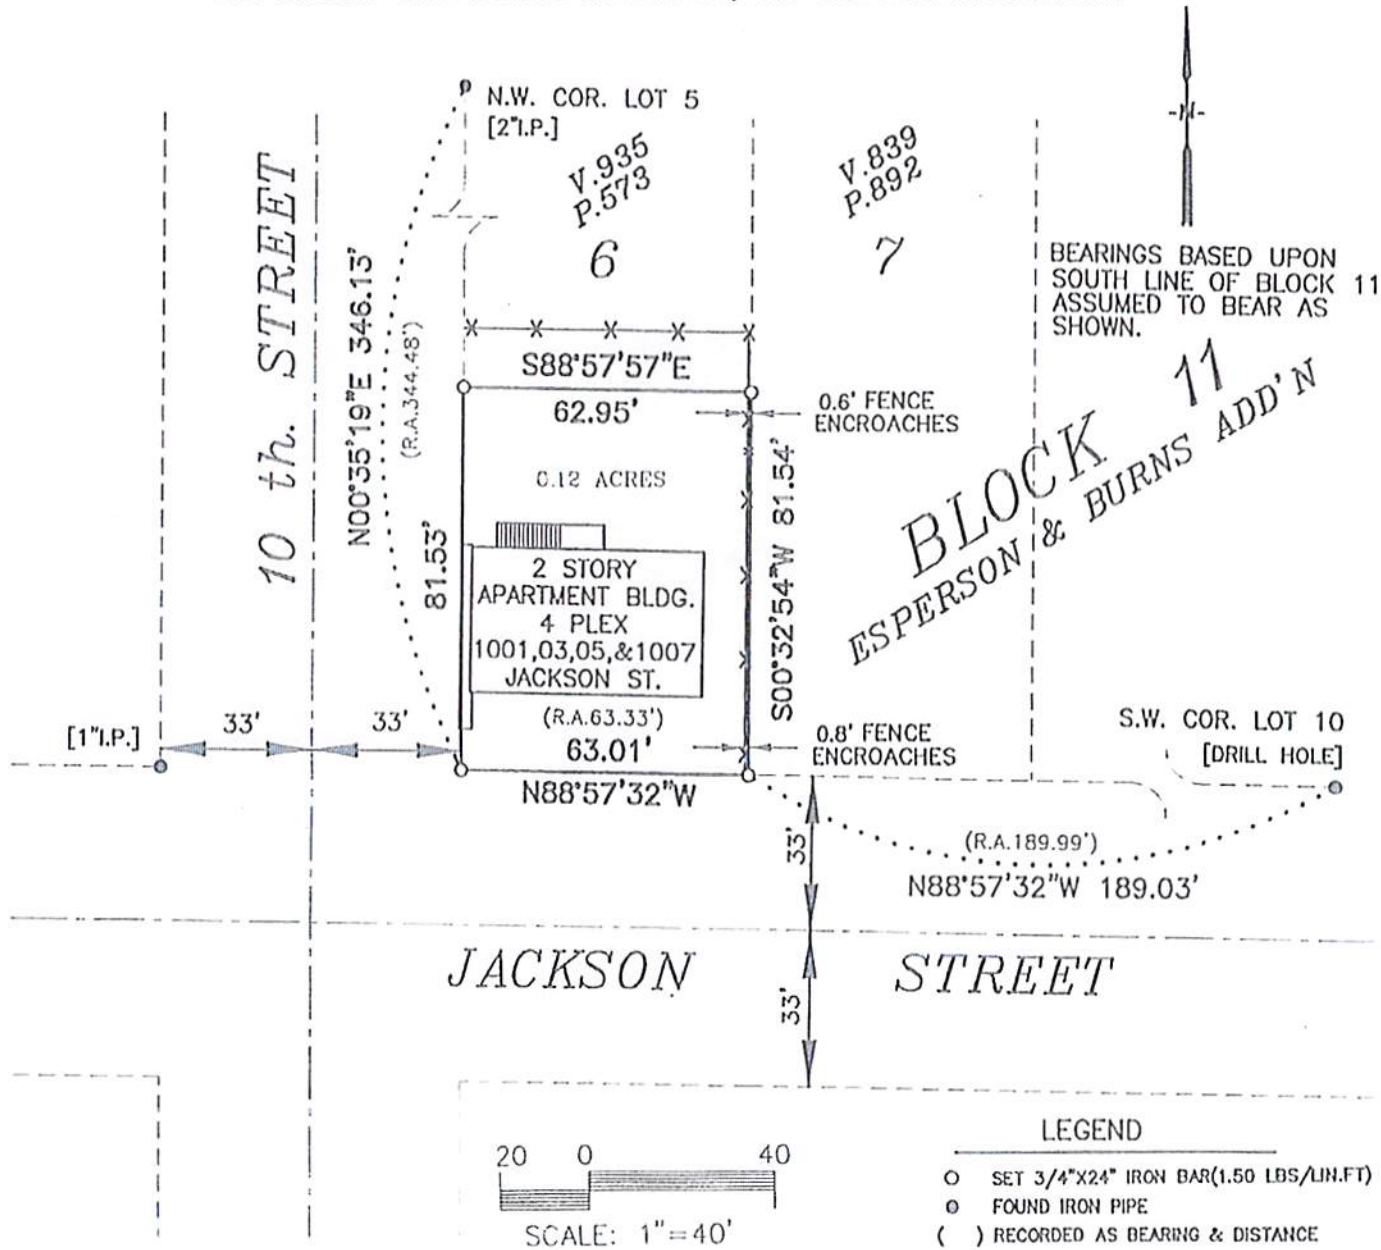 N.W. COR. LOT 5
[2"I.P.]
V.935
P.573
6
V.839
P.892
7
-N-
BEARINGS BASED UPON
SOUTH LINE OF BLOCK 11
ASSUMED TO BEAR AS
SHOWN.
10 th. STREET
N00°35'19"E 346.13'
(R.A.344.48')
S88°57'57"E
62.95'
0.6' FENCE
ENCROACHES
BLOCK 11
ESPERSON & BURNS ADD'N
0.12 ACRES
81.53'
S00°32'54"W 81.54'
2 STORY
APARTMENT BLDG.
4 PLEX
1001,03,05,&1007
JACKSON ST.
(R.A.63.33')
63.01'
N88°57'32"W
[1"I.P.]
33'
33'
0.8' FENCE
ENCROACHES
S.W. COR. LOT 10
[DRILL HOLE]
33'
(R.A.189.99')
N88°57'32"W 189.03'
JACKSON STREET
33'
20 0 40
SCALE: 1"=40'
LEGEND
SET 3/4"X24" IRON BAR(1.50 LBS/LIN.FT)
FOUND IRON PIPE
( ) RECORDED AS BEARING & DISTANCE